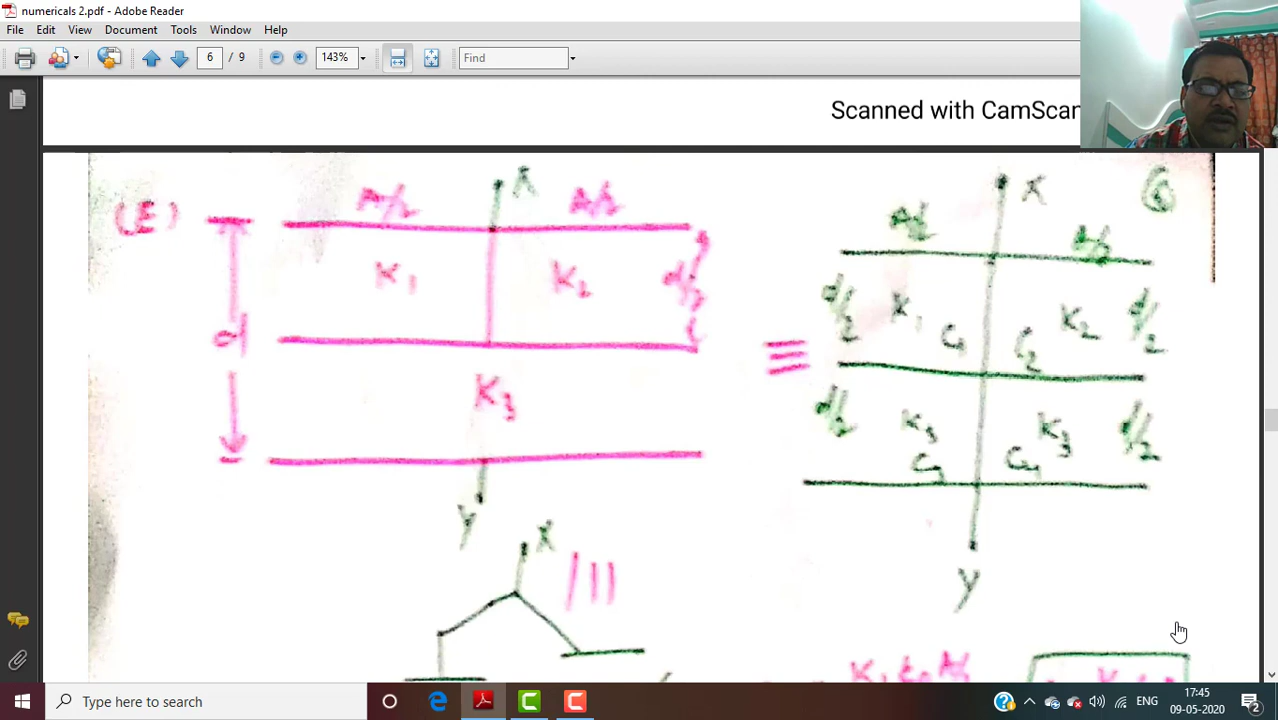 numericals 2.pdf - Adobe Reader
File Edit View Document Tools Window Help
6 / 9 143% Find
Scanned with CamScan
(E) A/2 X A/2
K1 K2 d/2
d
K3
Y
≡
X
A/2 A/2
d/2 K1 C1 C2 K2 d/2
d/2 K3 C3 C4 K3 d/2
Y
X
Type here to search
ENG
17:45
09-05-2020
2